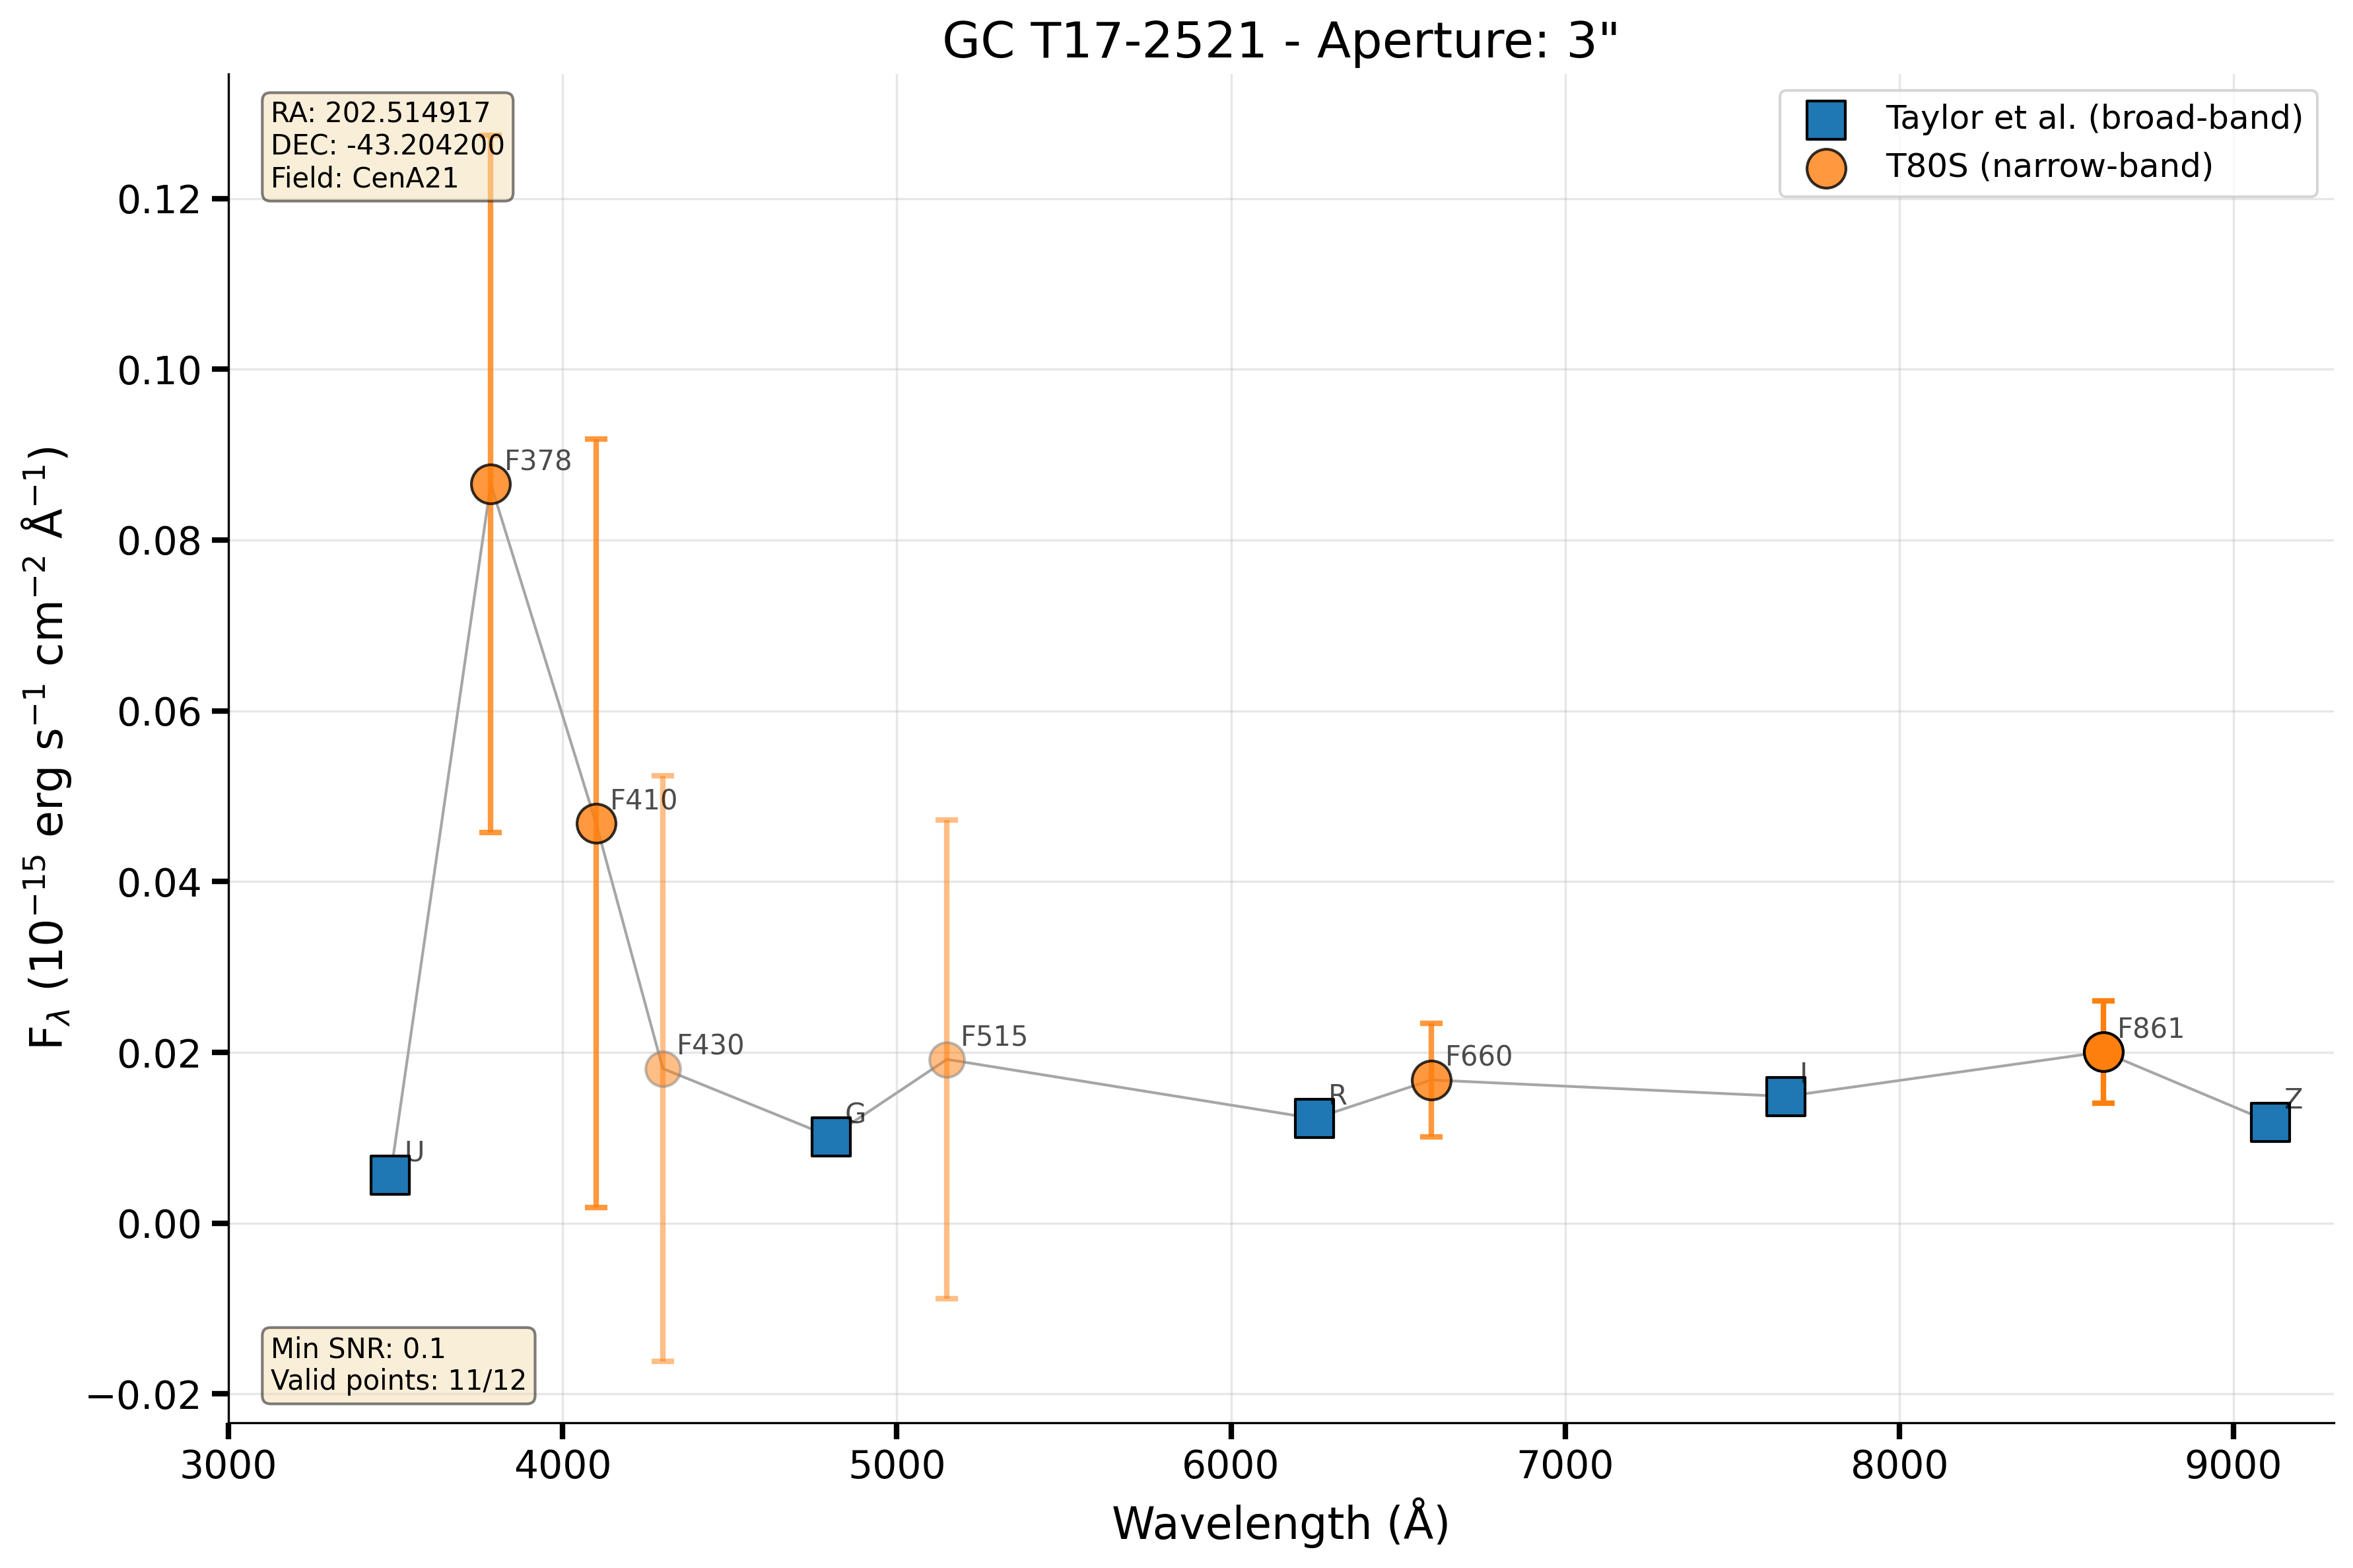 GC T17-2521 - Aperture: 3"
RA: 202.514917
DEC: -43.204200
Field: CenA21
Taylor et al. (broad-band)
T80S (narrow-band)
F378
F410
F430
F515
F660
F861
U
G
R
I
Z
Min SNR: 0.1
Valid points: 11/12
0.12
0.10
0.08
0.06
0.04
0.02
0.00
−0.02
3000 4000 5000 6000 7000 8000 9000
Wavelength (Å)
F$_λ$ (10$^{−15}$ erg s$^{−1}$ cm$^{−2}$ Å$^{−1}$)